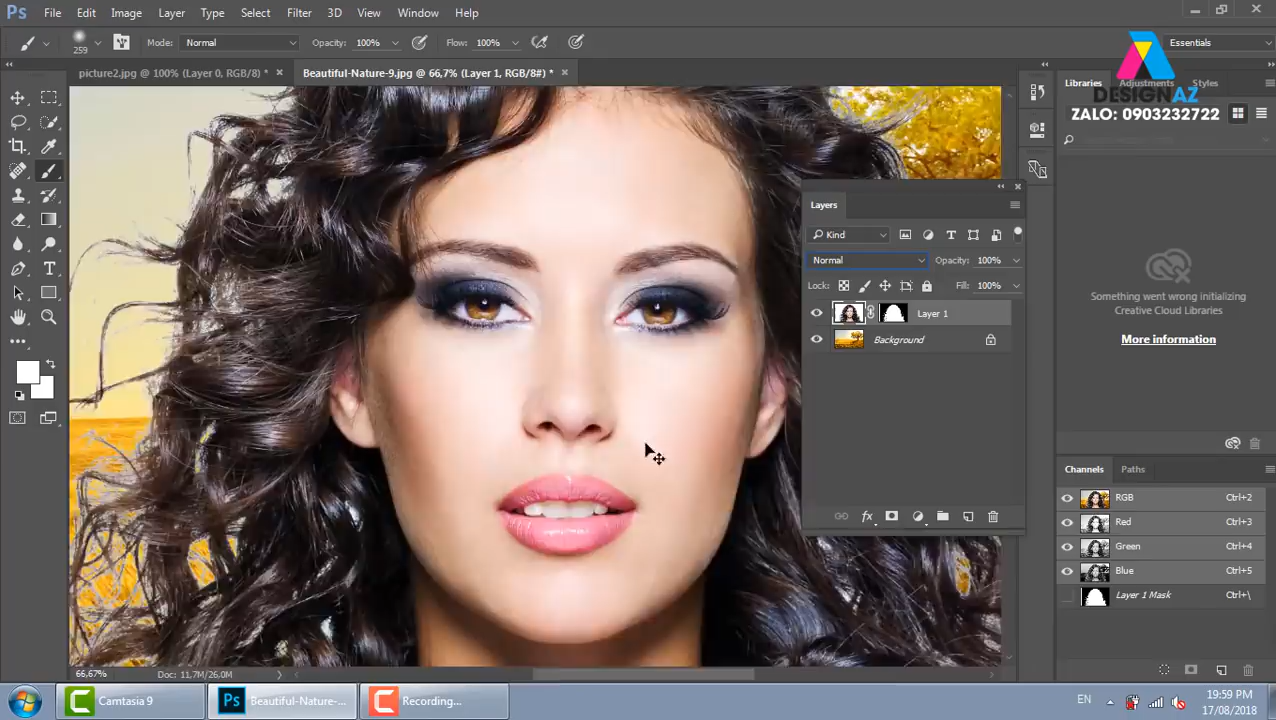 Ps File Edit Image Layer Type Select Filter 3D View Window Help
259 Mode: Normal Opacity: 100% Flow: 100% Essentials
picture2.jpg @ 100% (Layer 0, RGB/8) * × Beautiful-Nature-9.jpg @ 66,7% (Layer 1, RGB/8#) * ×
Libraries Adjustments Styles
DESIGNAZ
ZALO: 0903232722
Layers
Kind
Normal Opacity: 100%
Lock: Fill: 100%
Layer 1
Background
Something went wrong initializing
Creative Cloud Libraries
More information
Channels Paths
RGB Ctrl+2
Red Ctrl+3
Green Ctrl+4
Blue Ctrl+5
Layer 1 Mask Ctrl+\
66,67% Doc: 11,7M/26,0M
Camtasia 9 Ps Beautiful-Nature-... Recording... EN 19:59 PM
17/08/2018